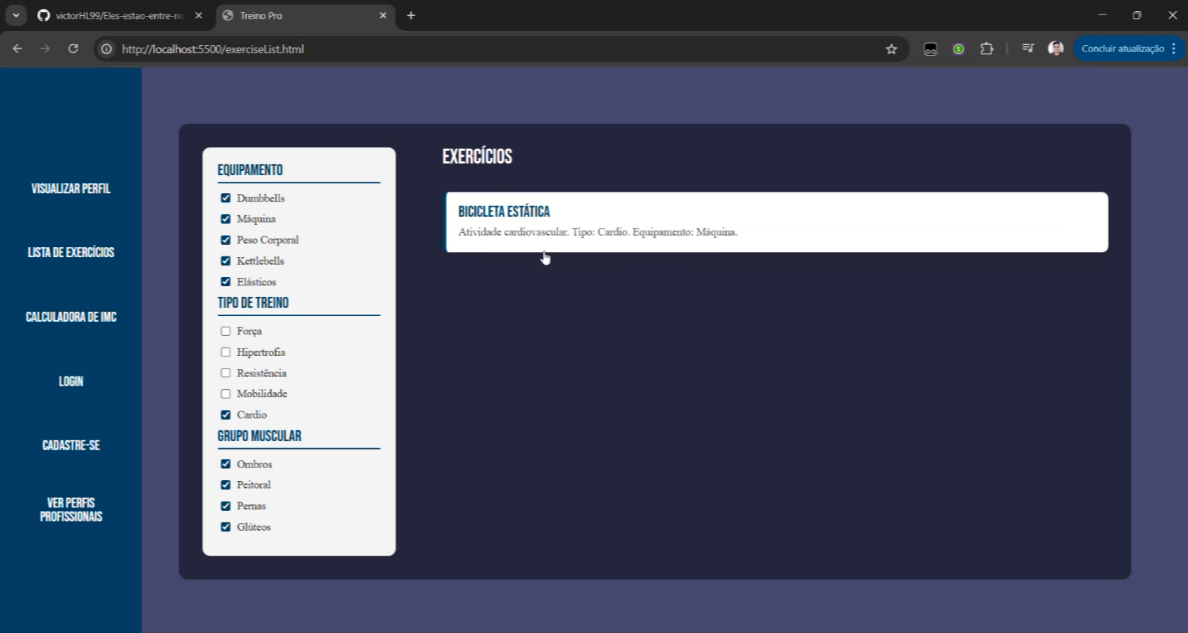 victorHL99/Eles-estao-entre-no
Treino Pro
http://localhost:5500/exerciseList.html
Concluir atualização
VISUALIZAR PERFIL
LISTA DE EXERCÍCIOS
CALCULADORA DE IMC
LOGIN
CADASTRE-SE
VER PERFIS
PROFISSIONAIS
EQUIPAMENTO
Dumbbells
Máquina
Peso Corporal
Kettlebells
Elásticos
TIPO DE TREINO
Força
Hipertrofia
Resistência
Mobilidade
Cardio
GRUPO MUSCULAR
Ombros
Peitoral
Pernas
Glúteos
EXERCÍCIOS
BICICLETA ESTÁTICA
Atividade cardiovascular. Tipo: Cardio. Equipamento: Máquina.